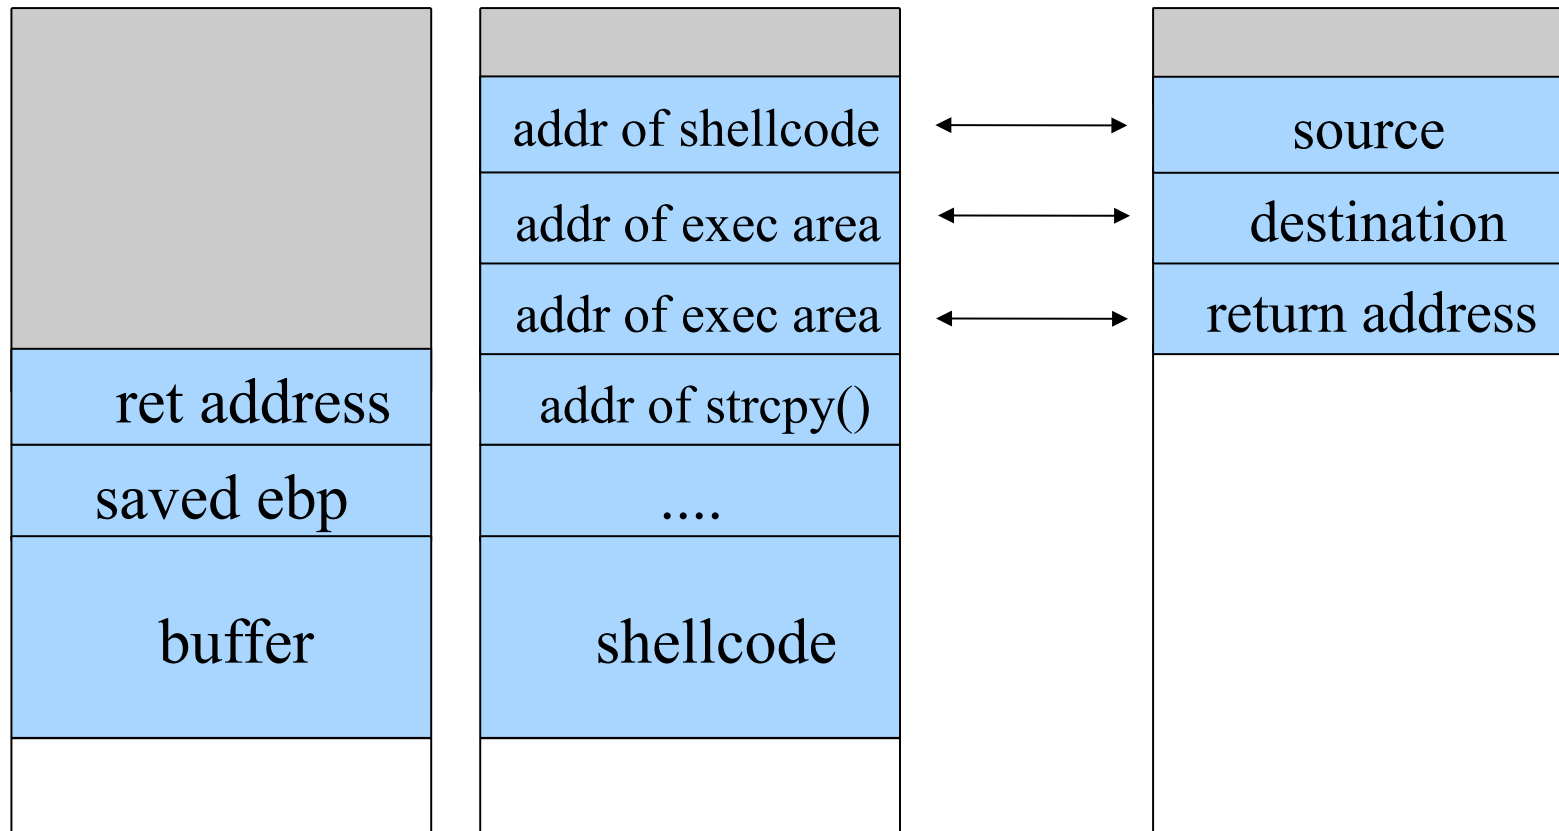 addr of shellcode
source
addr of exec area
destination
addr of exec area
return address
ret address
addr of strcpy()
saved ebp
....
buffer
shellcode